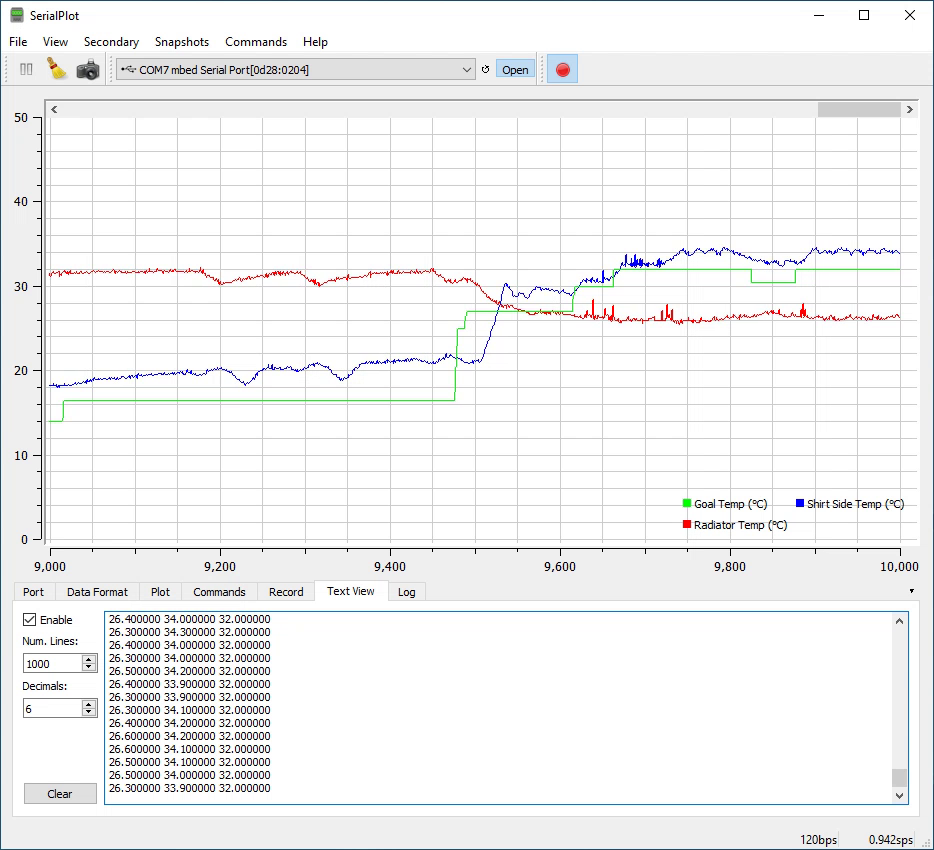 SerialPlot
File View Secondary Snapshots Commands Help
COM7 mbed Serial Port[0d28:0204] Open
50
40
30
20
10
0
Goal Temp (°C) Shirt Side Temp (°C)
Radiator Temp (°C)
9,000 9,200 9,400 9,600 9,800 10,000
Port Data Format Plot Commands Record Text View Log
Enable
Num. Lines:
1000
Decimals:
6
Clear
26.400000 34.000000 32.000000
26.300000 34.300000 32.000000
26.400000 34.000000 32.000000
26.300000 34.000000 32.000000
26.500000 34.200000 32.000000
26.400000 33.900000 32.000000
26.300000 33.900000 32.000000
26.300000 34.100000 32.000000
26.400000 34.200000 32.000000
26.600000 34.200000 32.000000
26.600000 34.100000 32.000000
26.500000 34.100000 32.000000
26.500000 34.000000 32.000000
26.300000 33.900000 32.000000
120bps 0.942sps